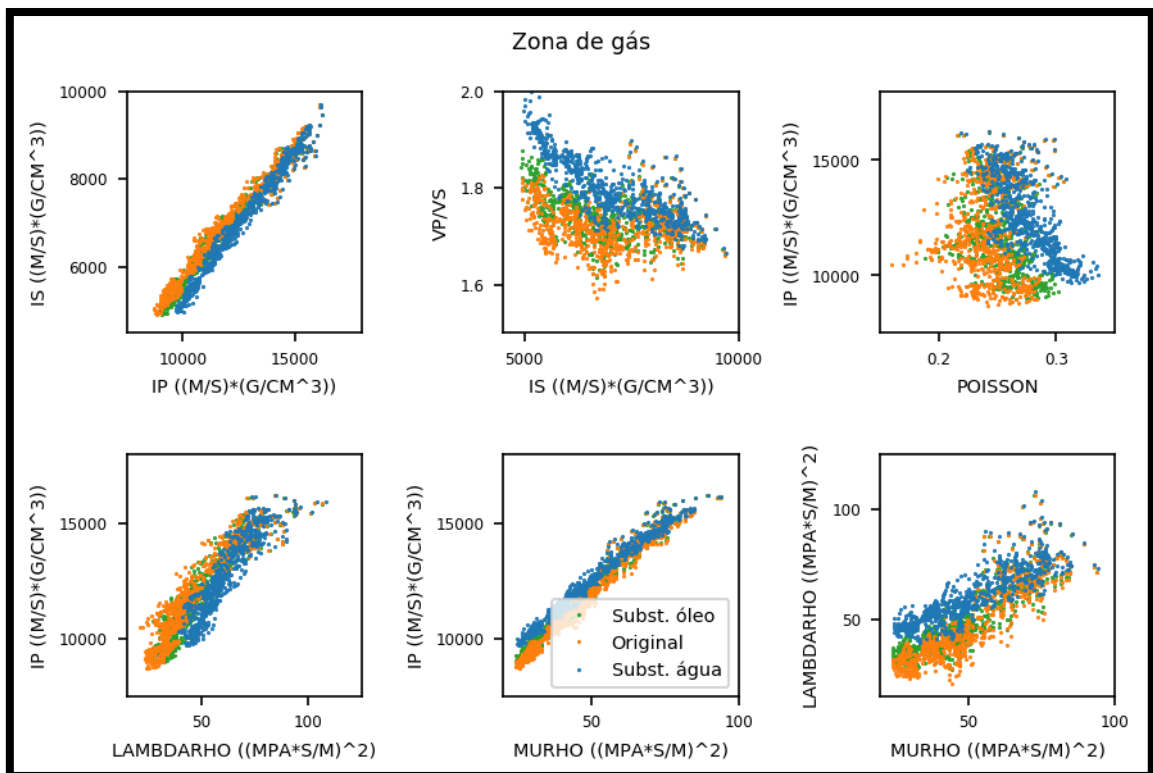 Zona de gás
10000
8000
6000
IS ((M/S)*(G/CM^3))
10000
15000
IP ((M/S)*(G/CM^3))
2.0
1.8
1.6
VP/VS
5000
10000
IS ((M/S)*(G/CM^3))
15000
10000
IP ((M/S)*(G/CM^3))
0.2
0.3
POISSON
15000
10000
IP ((M/S)*(G/CM^3))
50
100
LAMBDARHO ((MPA*S/M)^2)
15000
10000
IP ((M/S)*(G/CM^3))
Subst. óleo
Original
Subst. água
50
100
MURHO ((MPA*S/M)^2)
100
50
LAMBDARHO ((MPA*S/M)^2)
50
100
MURHO ((MPA*S/M)^2)